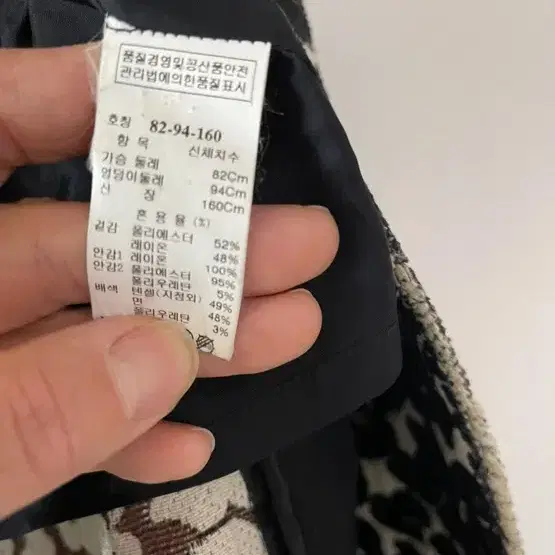 품질경영및공산품안전
관리법에의한품질표시
호칭 82-94-160
항 목 신체치수
가슴 둘레 82Cm
엉덩이둘레 94Cm
신 장 160Cm
혼 용 율 (%)
겉감 폴리에스터 52%
레이온 48%
안감1 레이온 100%
안감2 폴리에스터 95%
폴리우레탄 5%
배색 텐셀(지정외) 49%
면 48%
폴리우레탄 3%